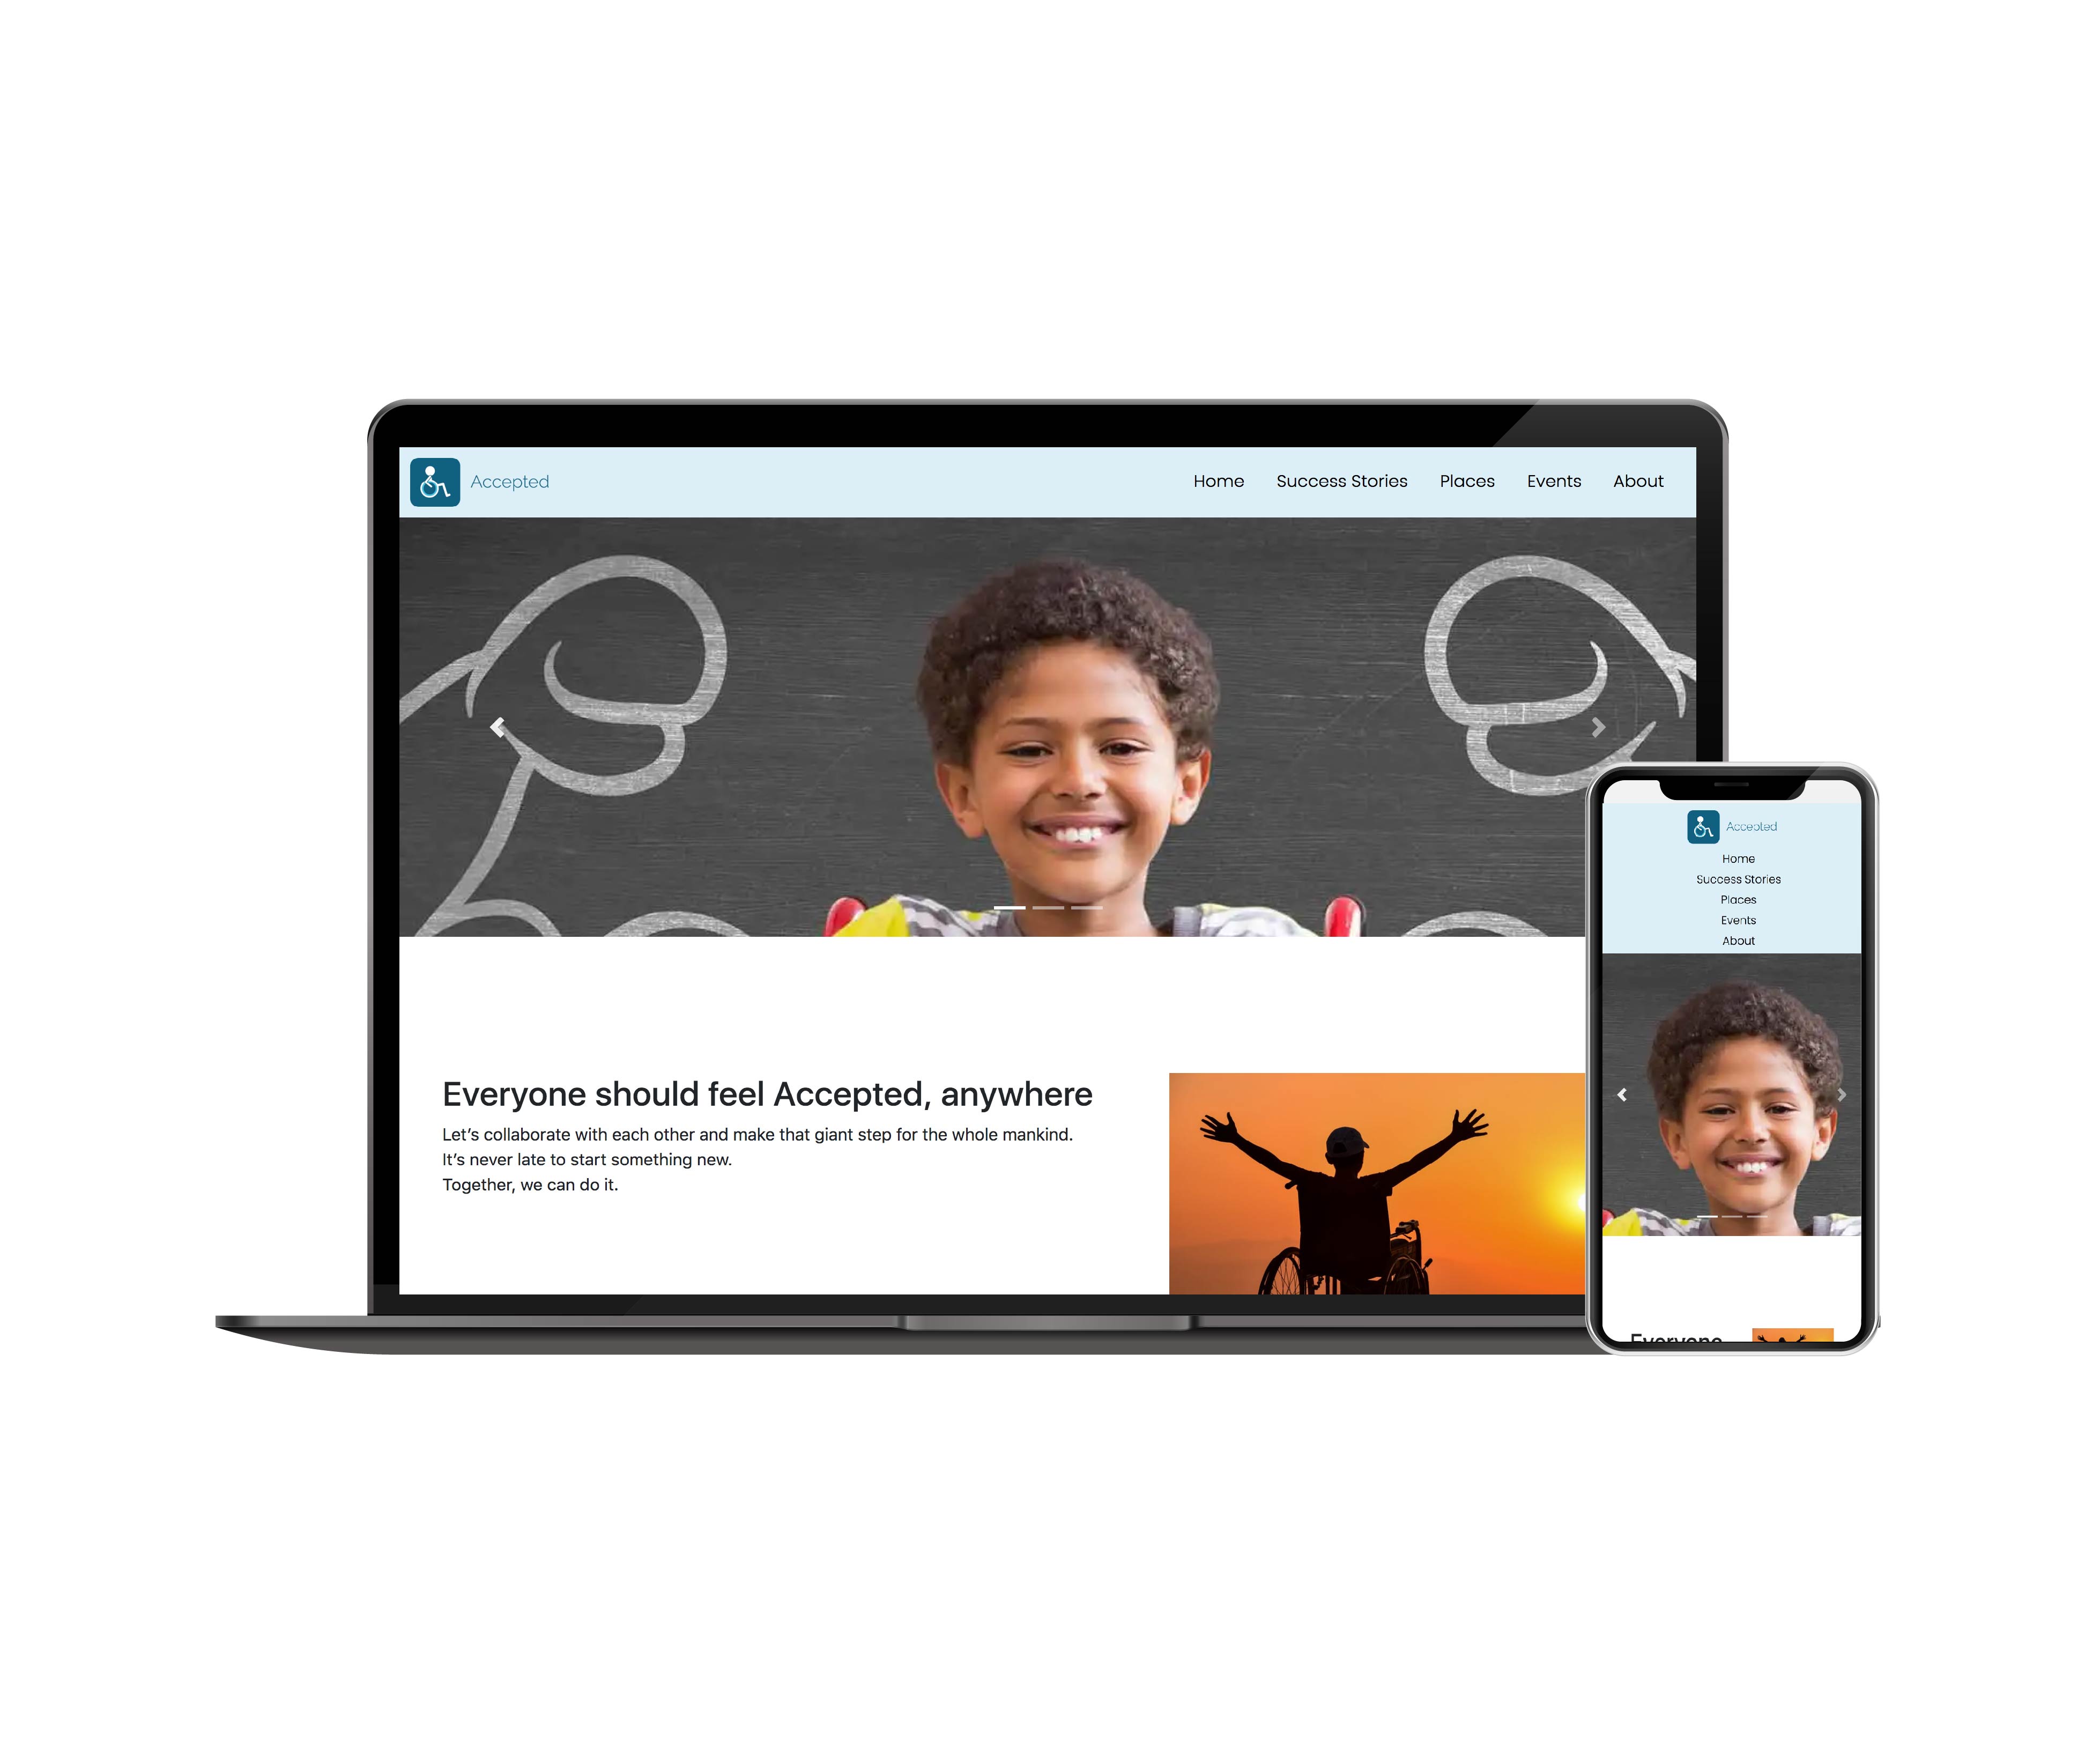 Accepted
Home Success Stories Places Events About
Everyone should feel Accepted, anywhere
Let’s collaborate with each other and make that giant step for the whole mankind.
It’s never late to start something new.
Together, we can do it.
Accepted
Home
Success Stories
Places
Events
About
Everyone